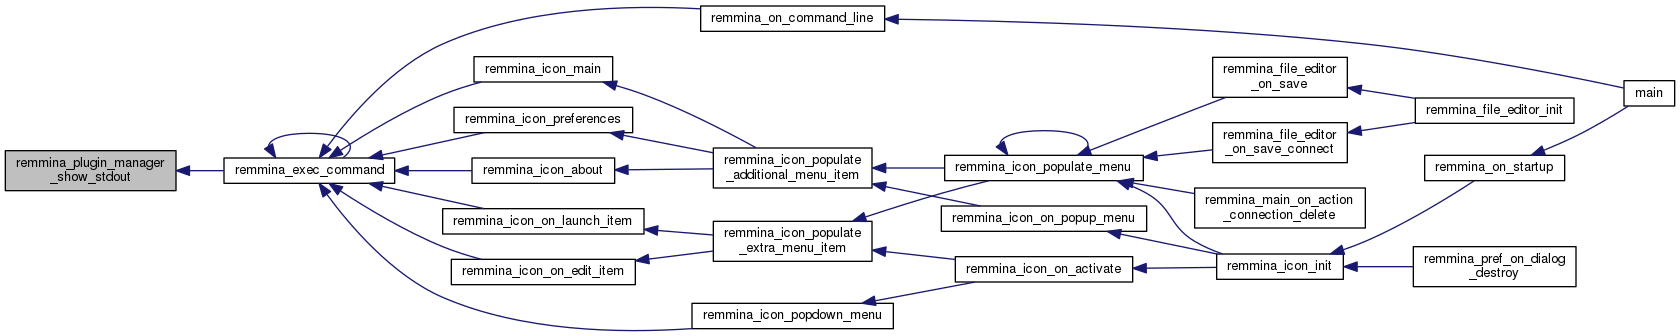 remmina_plugin_manager
_show_stdout
remmina_exec_command
remmina_on_command_line
remmina_icon_main
remmina_icon_preferences
remmina_icon_about
remmina_icon_on_launch_item
remmina_icon_on_edit_item
remmina_icon_popdown_menu
remmina_icon_populate
_additional_menu_item
remmina_icon_populate
_extra_menu_item
remmina_icon_populate_menu
remmina_icon_on_popup_menu
remmina_icon_on_activate
remmina_file_editor
_on_save
remmina_file_editor
_on_save_connect
remmina_main_on_action
_connection_delete
remmina_icon_init
remmina_file_editor_init
remmina_on_startup
remmina_pref_on_dialog
_destroy
main